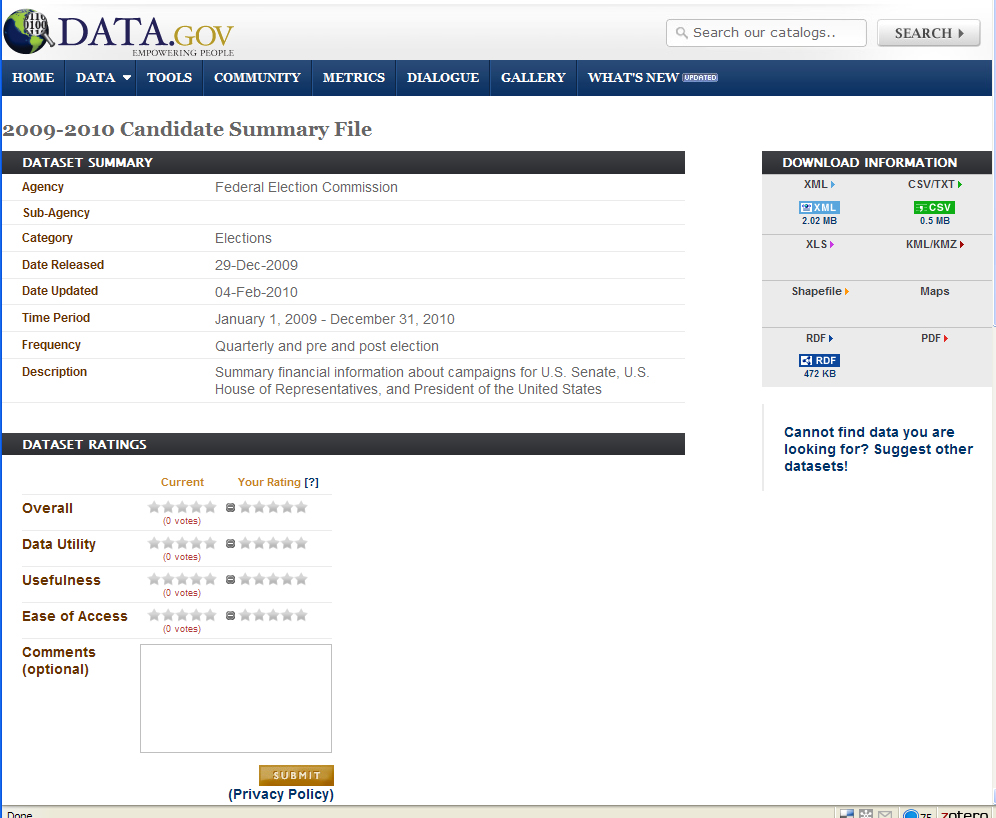 DATA.GOV
EMPOWERING PEOPLE
Search our catalogs..
SEARCH
HOME DATA TOOLS COMMUNITY METRICS DIALOGUE GALLERY WHAT'S NEW UPDATED
2009-2010 Candidate Summary File
DATASET SUMMARY
Agency Federal Election Commission
Sub-Agency
Category Elections
Date Released 29-Dec-2009
Date Updated 04-Feb-2010
Time Period January 1, 2009 - December 31, 2010
Frequency Quarterly and pre and post election
Description Summary financial information about campaigns for U.S. Senate, U.S.
House of Representatives, and President of the United States
DOWNLOAD INFORMATION
XML CSV/TXT
XML CSV
2.02 MB 0.5 MB
XLS KML/KMZ
Shapefile Maps
RDF PDF
RDF
472 KB
Cannot find data you are
looking for? Suggest other
datasets!
DATASET RATINGS
Current Your Rating [?]
Overall
(0 votes)
Data Utility
(0 votes)
Usefulness
(0 votes)
Ease of Access
(0 votes)
Comments
(optional)
SUBMIT
(Privacy Policy)
Done 75 zotero